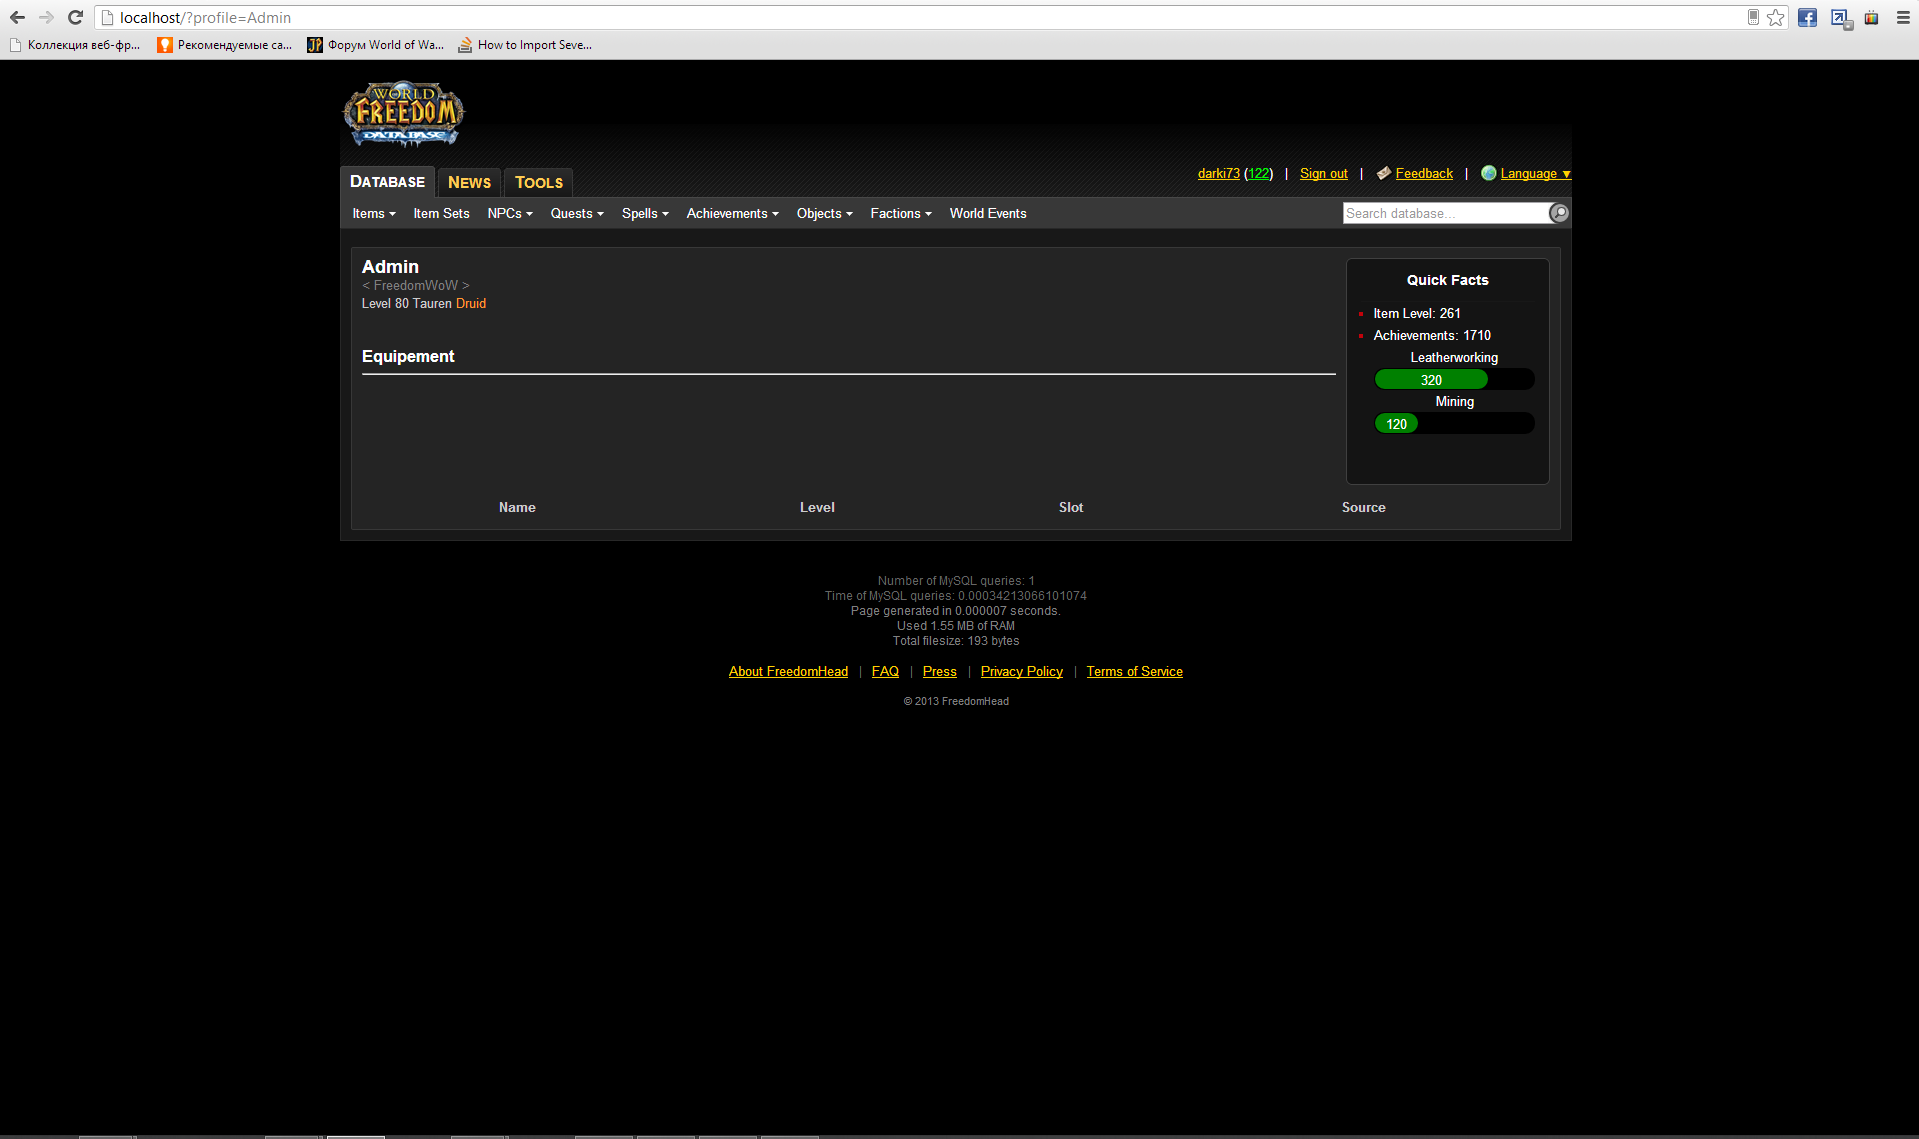 localhost/?profile=Admin
Коллекция веб-фр... Рекомендуемые са... Форум World of Wa... How to Import Seve...
WORLD
FREEDOM
DATABASE
DATABASE NEWS TOOLS
darki73 (122) | Sign out | Feedback | Language ▼
Items Item Sets NPCs Quests Spells Achievements Objects Factions World Events Search database...
Admin
< FreedomWoW >
Level 80 Tauren Druid
Equipement
Quick Facts
Item Level: 261
Achievements: 1710
Leatherworking
320
Mining
120
Name Level Slot Source
Number of MySQL queries: 1
Time of MySQL queries: 0.00034213066101074
Page generated in 0.000007 seconds.
Used 1.55 MB of RAM
Total filesize: 193 bytes
About FreedomHead | FAQ | Press | Privacy Policy | Terms of Service
© 2013 FreedomHead